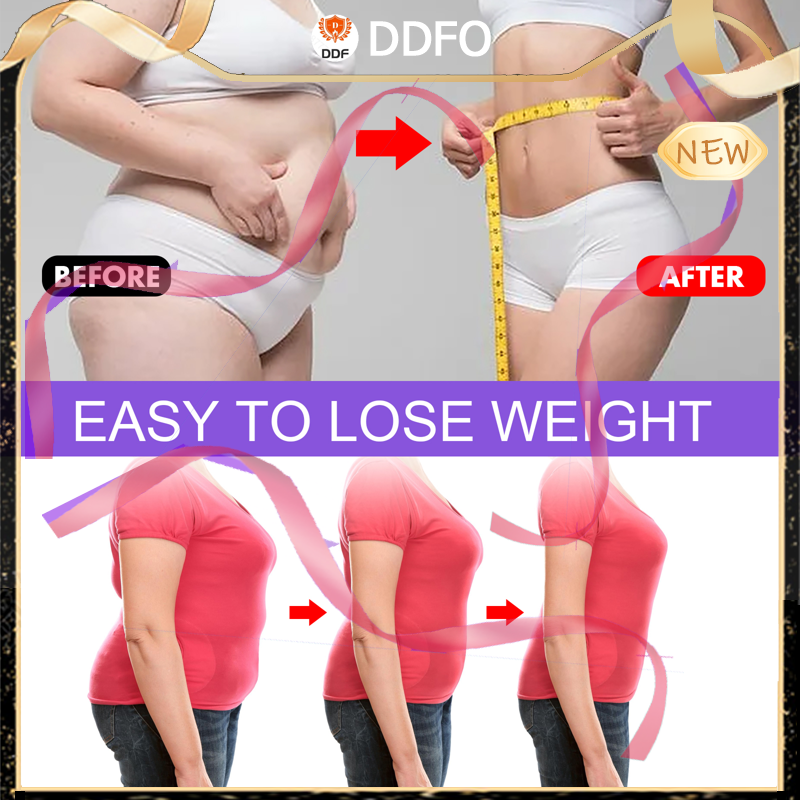 DDF DDFO
NEW
BEFORE
AFTER
EASY TO LOSE WEIGHT